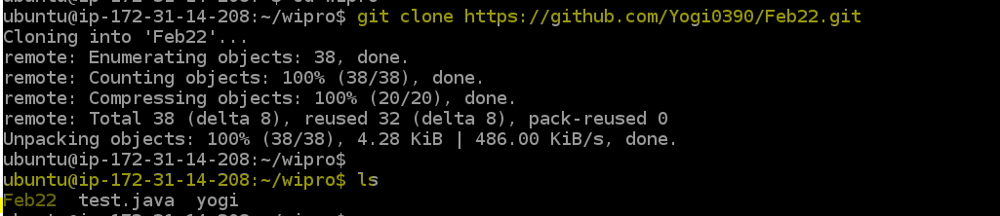 ubuntu@ip-172-31-14-208:~/wipro$ git clone https://github.com/Yogi0390/Feb22.git
Cloning into 'Feb22'...
remote: Enumerating objects: 38, done.
remote: Counting objects: 100% (38/38), done.
remote: Compressing objects: 100% (20/20), done.
remote: Total 38 (delta 8), reused 32 (delta 8), pack-reused 0
Unpacking objects: 100% (38/38), 4.28 KiB | 486.00 KiB/s, done.
ubuntu@ip-172-31-14-208:~/wipro$
ubuntu@ip-172-31-14-208:~/wipro$ ls
Feb22  test.java  yogi